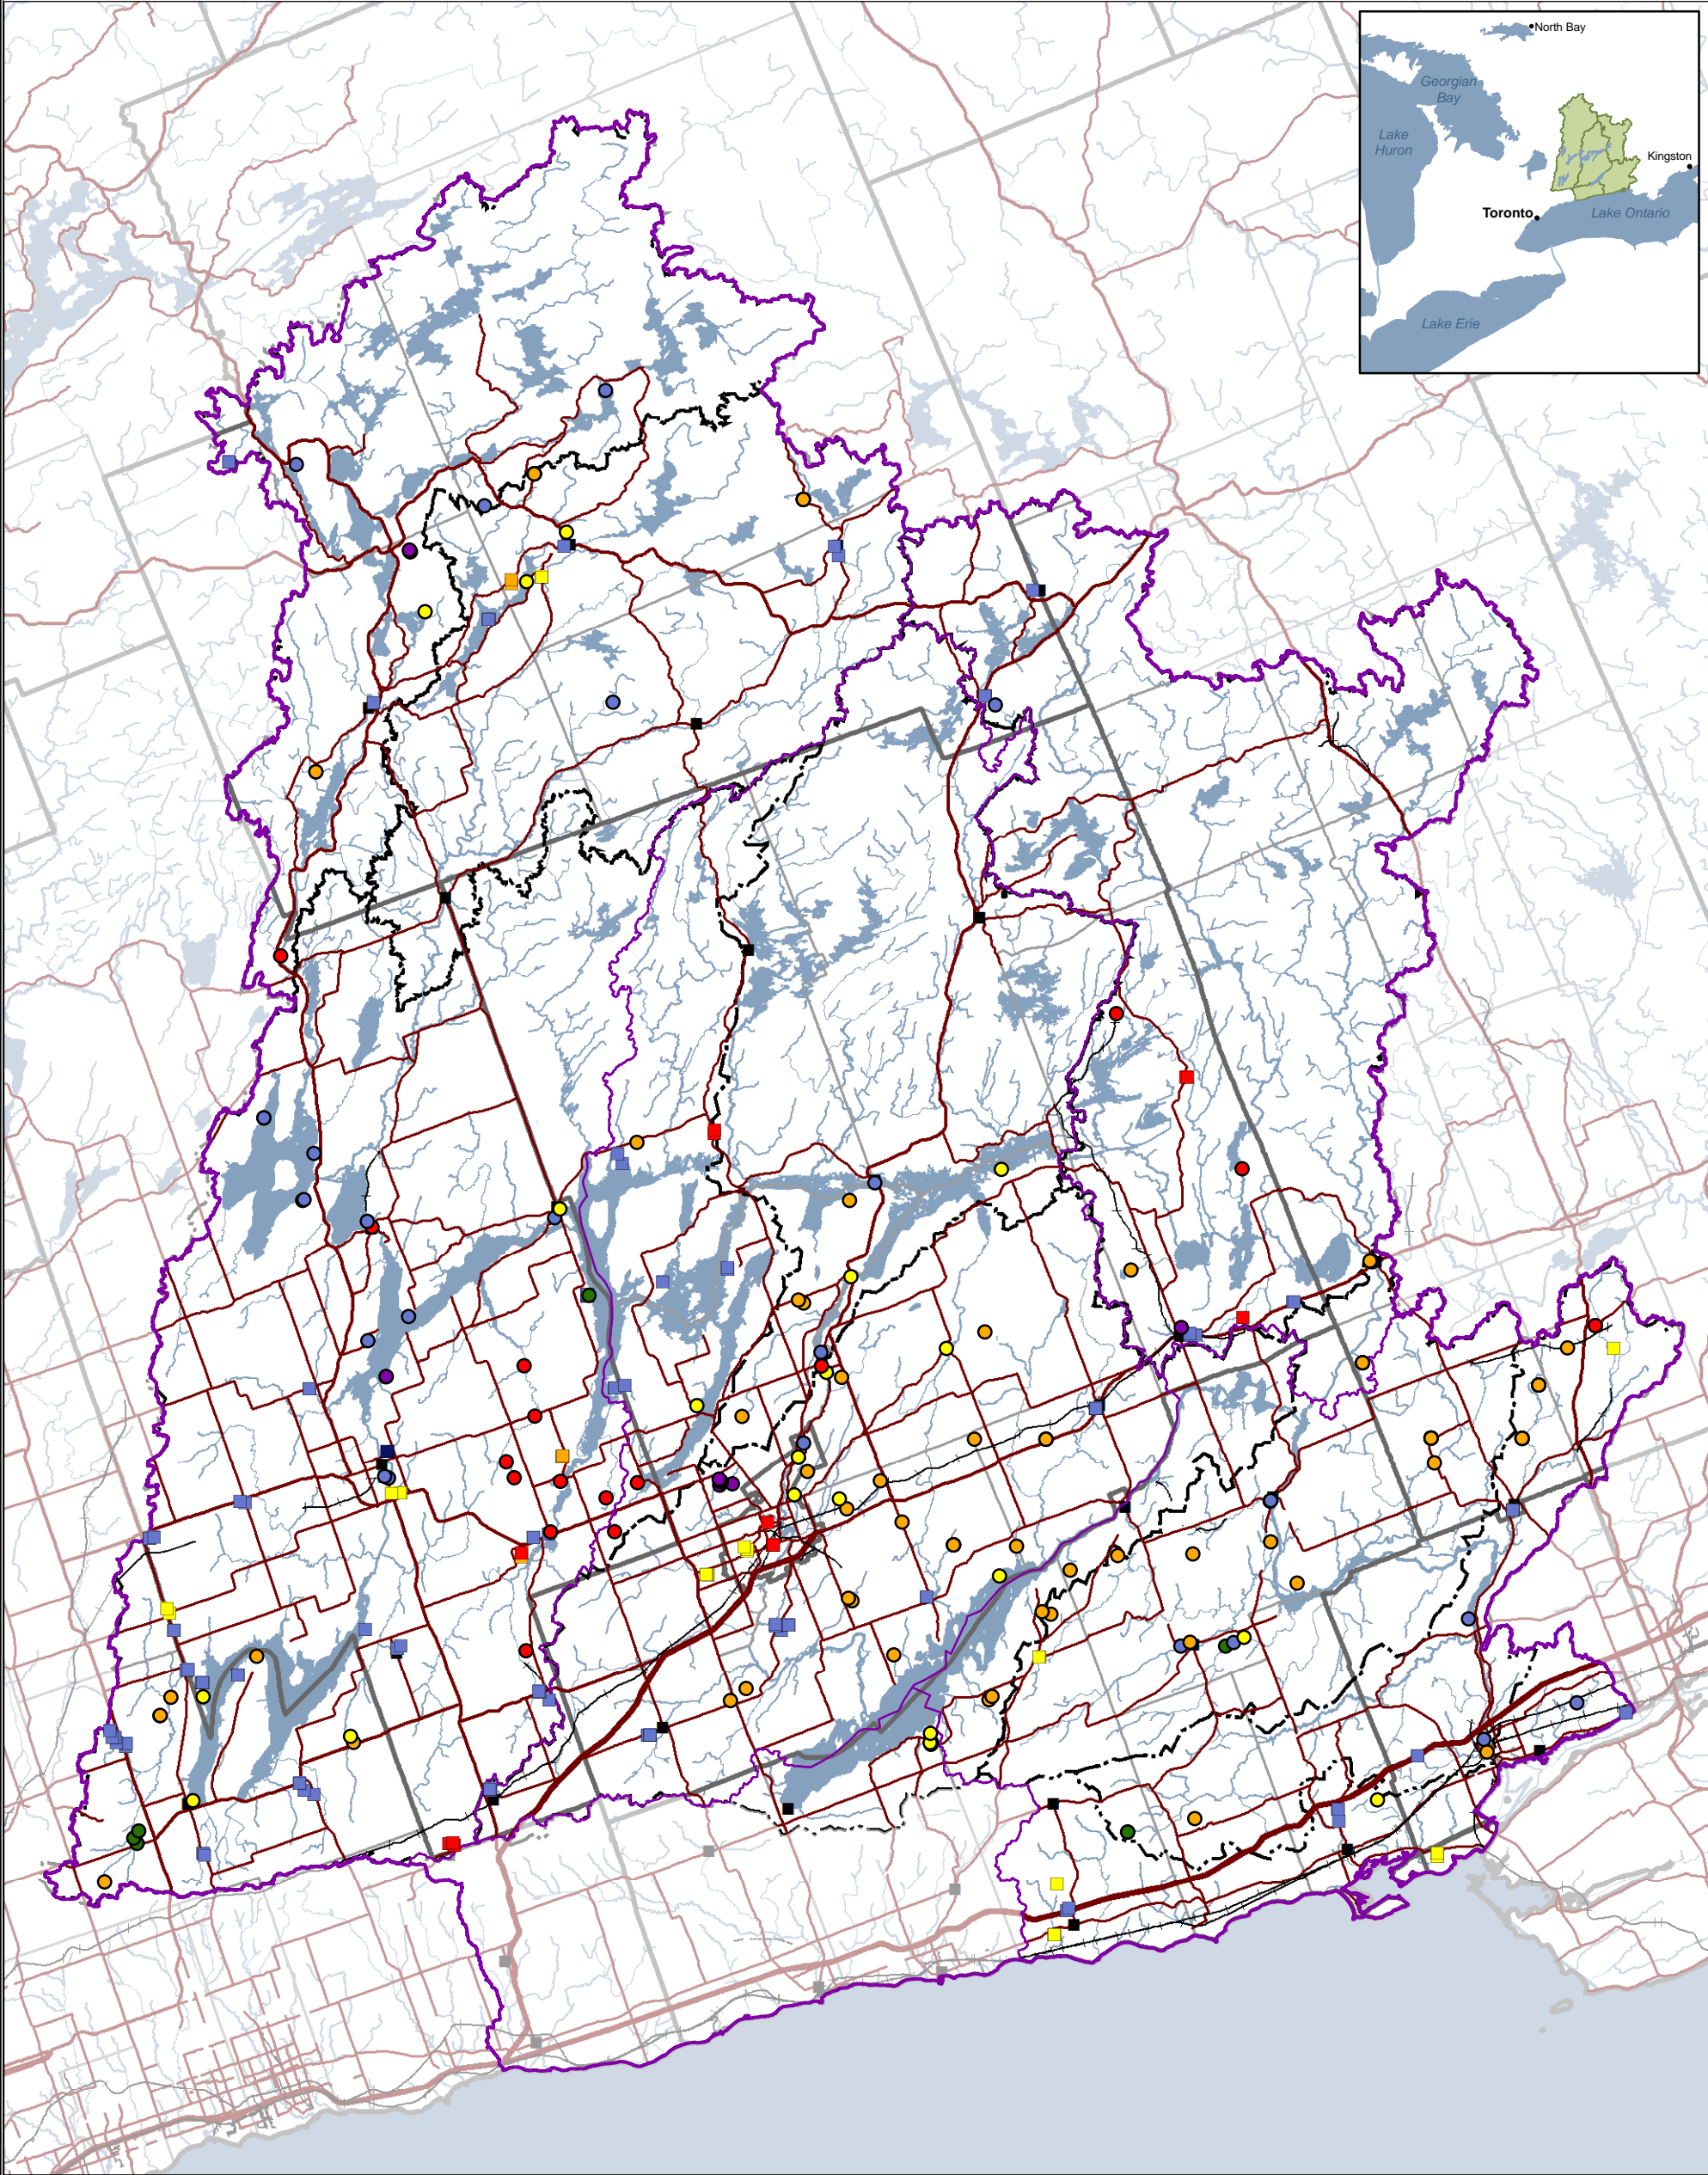 North Bay
Georgian
Bay
Lake
Huron
Kingston
Toronto
Lake Ontario
Lake Erie